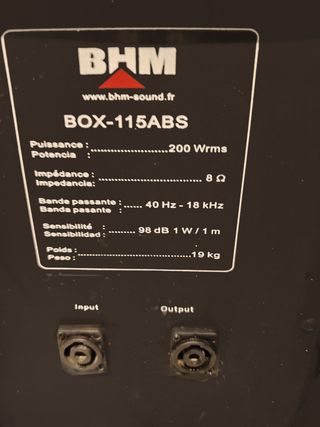 BHM
www.bhm-sound.fr
BOX-115ABS
Puissance : ........................ 200 Wrms
Potencia :
Impédance : ................................. 8 Ω
Impedancia:
Bande passante : ...... 40 Hz - 18 kHz
Banda pasante :
Sensibilité : .......... 98 dB 1 W / 1 m
Sensibilidad :
Poids : ....................................... 19 kg
Peso :
Input Output